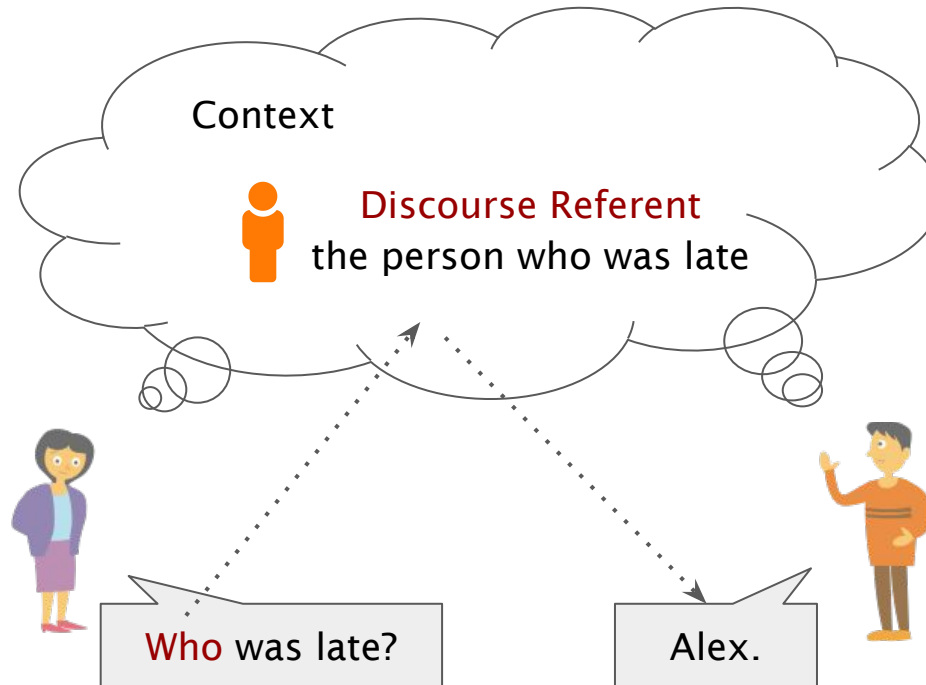 Context
Discourse Referent
the person who was late
Who was late?
Alex.